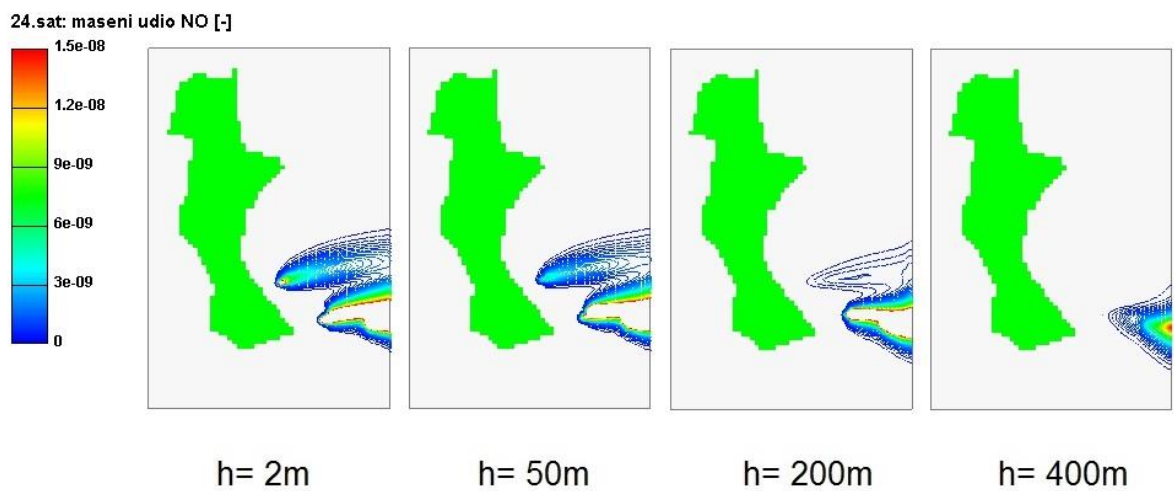 24.sat: maseni udio NO [-]
1.5e-08
1.2e-08
9e-09
6e-09
3e-09
0
h= 2m
h= 50m
h= 200m
h= 400m